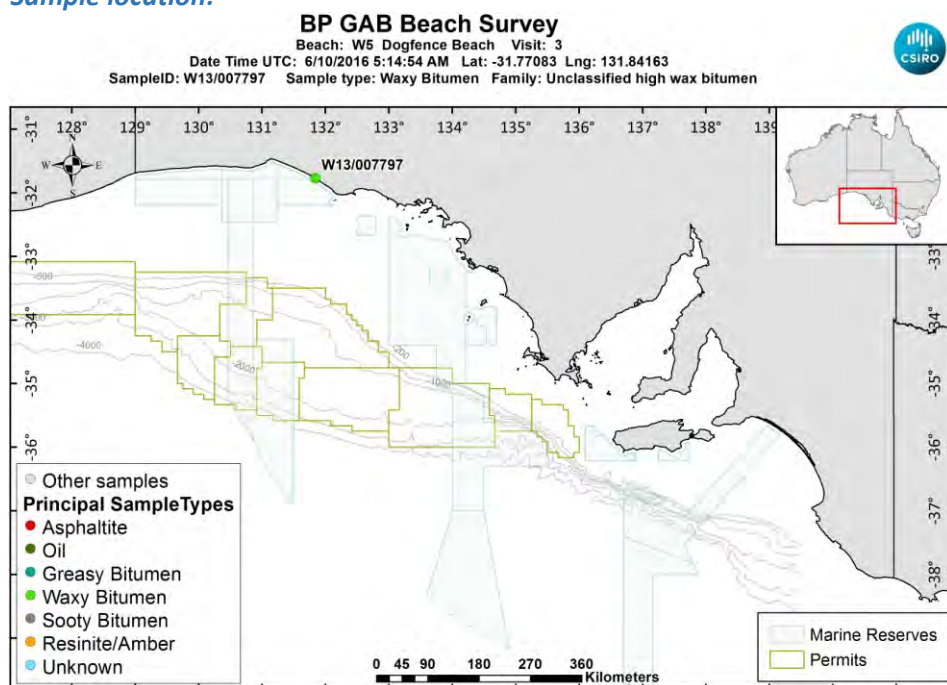 Sample location:
BP GAB Beach Survey
Beach: W5 Dogfence Beach Visit: 3
Date Time UTC: 6/10/2016 5:14:54 AM Lat: -31.77083 Lng: 131.84163
SampleID: W13/007797 Sample type: Waxy Bitumen Family: Unclassified high wax bitumen
CSIRO
128° 129° 130° 131° 132° 133° 134° 135° 136° 137° 138° 139
-31°
N
W E
S
W13/007797
-32° -32°
-33° -33°
-34° -34°
-35° -35°
-36° -36°
-37°
-38°
-4000
-2000
-200
-1000
Other samples
Principal SampleTypes
Asphaltite
Oil
Greasy Bitumen
Waxy Bitumen
Sooty Bitumen
Resinite/Amber
Unknown
0 45 90 180 270 360
Kilometers
Marine Reserves
Permits